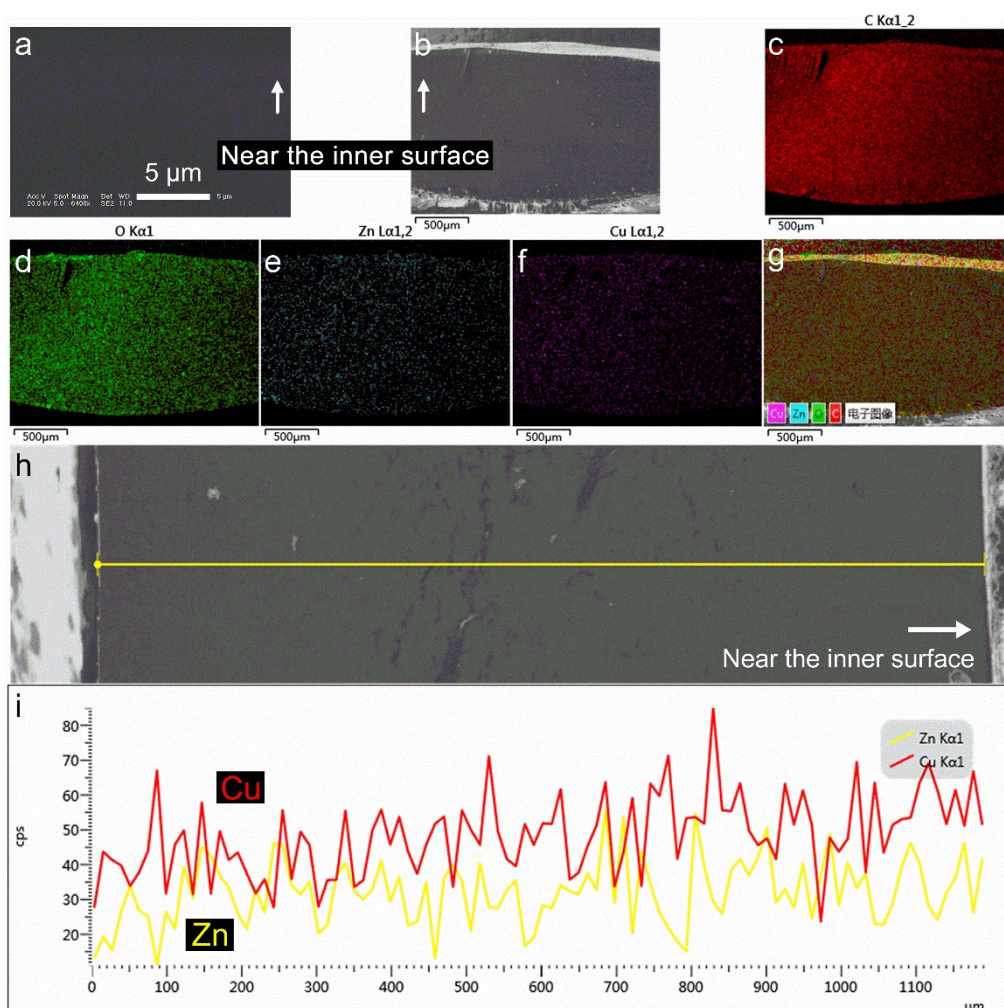 a
b
C Kα1_2
c
Near the inner surface
5 µm
Acc.V Spot Magn Det WD
20.0 kV 5.0 6400x SE2 11.0
5 µm
500µm
500µm
O Kα1
Zn Lα1,2
Cu Lα1,2
d
e
f
g
Cu Zn O C 电子图像
500µm
500µm
500µm
500µm
h
Near the inner surface
i
Zn Kα1
Cu Kα1
Cu
Zn
cps
80
70
60
50
40
30
20
0 100 200 300 400 500 600 700 800 900 1000 1100
µm